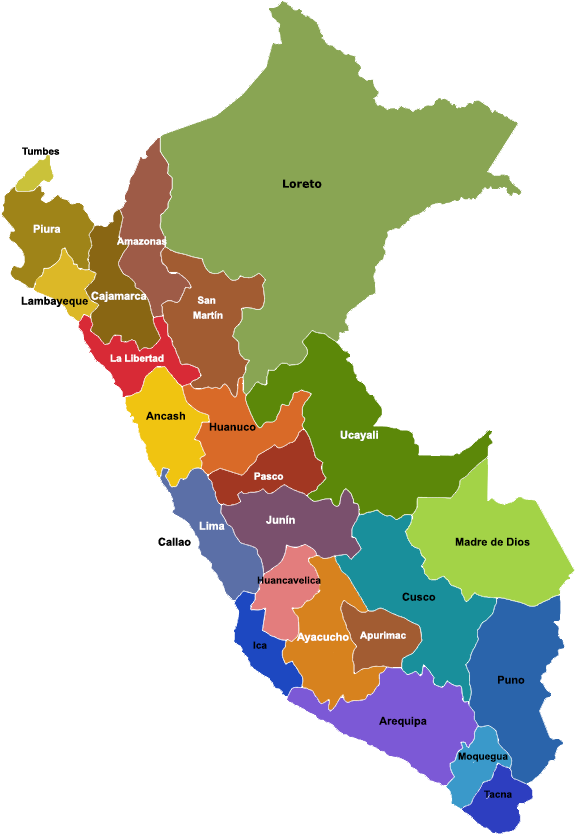 Tumbes
Loreto
Piura
Amazonas
Lambayeque
Cajamarca
San
Martín
La Libertad
Ancash
Huanuco
Ucayali
Pasco
Lima
Junín
Callao
Madre de Dios
Huancavelica
Cusco
Ica
Ayacucho
Apurimac
Puno
Arequipa
Moquegua
Tacna